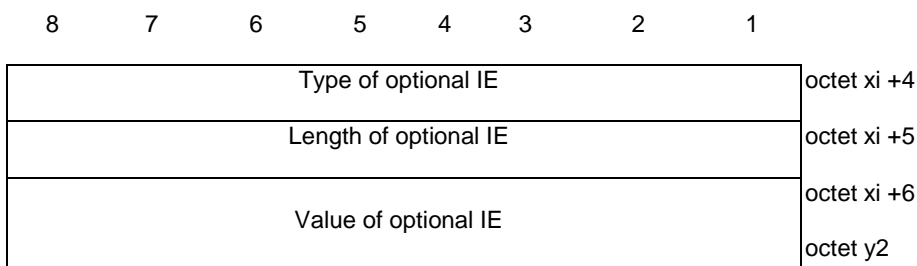 8 7 6 5 4 3 2 1
Type of optional IE octet xi +4
Length of optional IE octet xi +5
octet xi +6
Value of optional IE
octet y2